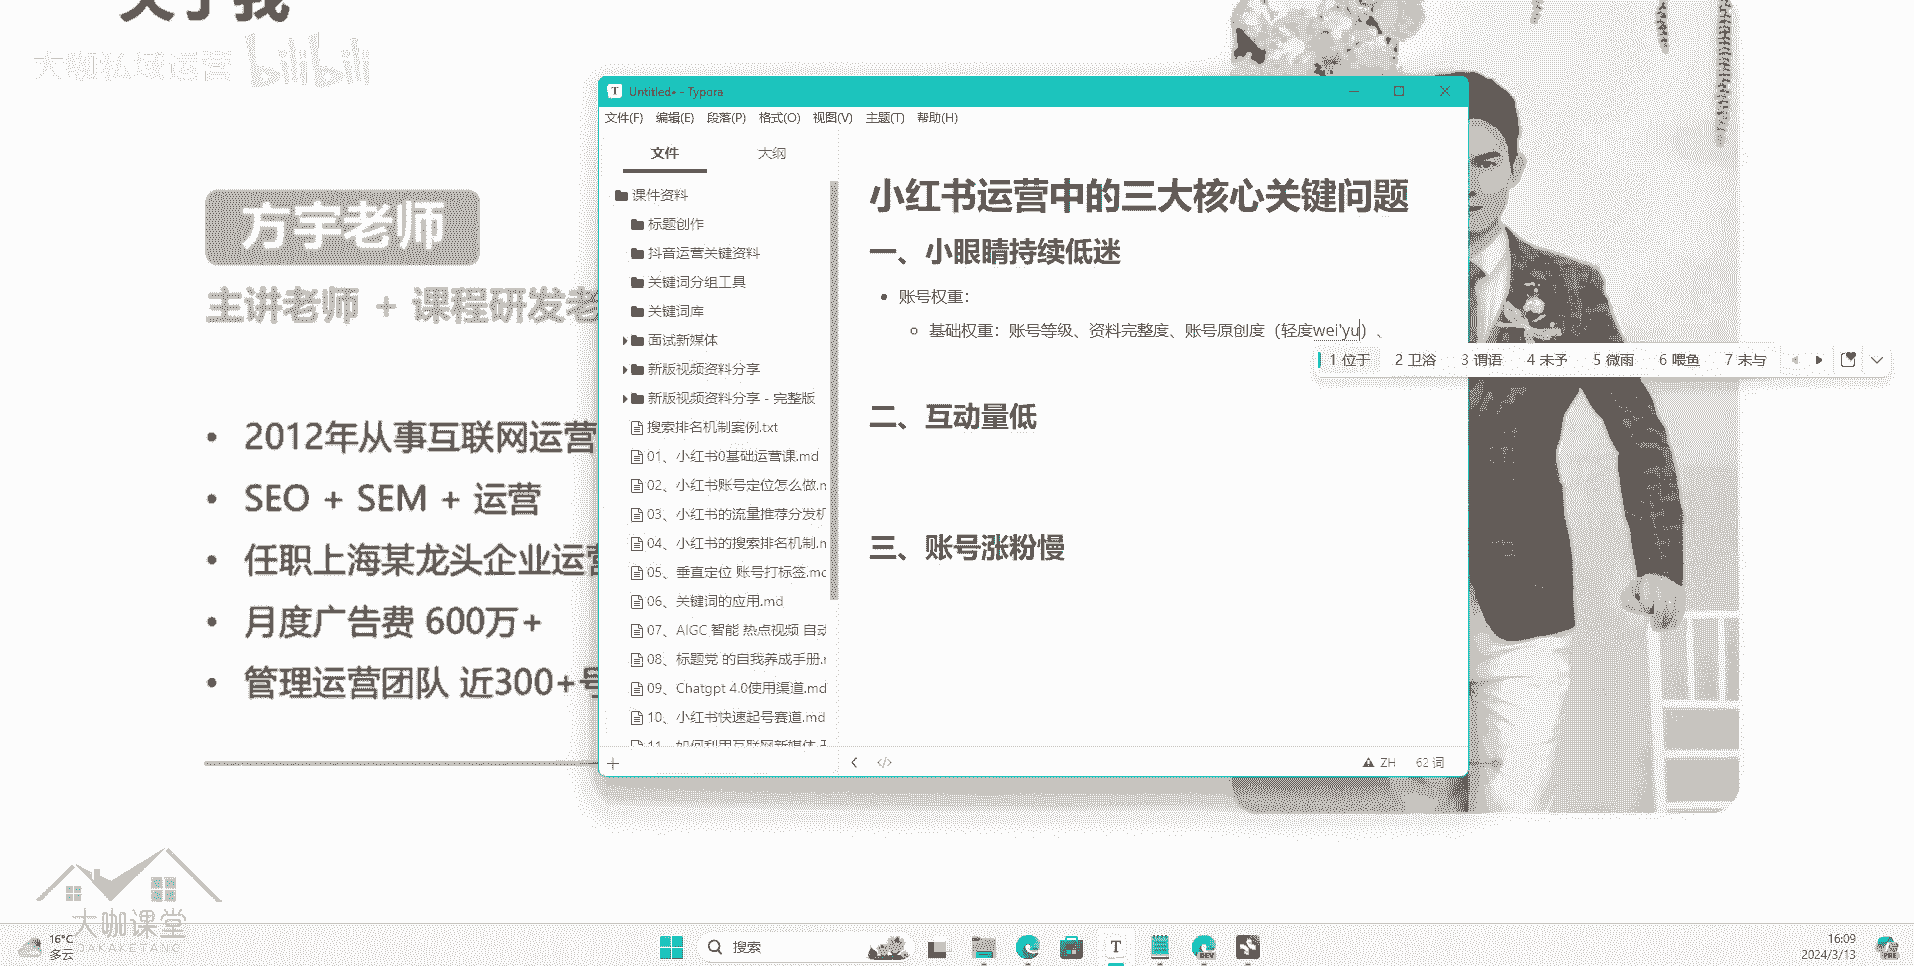 关于我
大咖私域运营 bilibili
方宇老师
主讲老师 + 课程研发老
• 2012年从事互联网运营
• SEO + SEM + 运营
• 任职上海某龙头企业运营
• 月度广告费 600万+
• 管理运营团队 近300+号
Untitled• - Typora
文件(F) 编辑(E) 段落(P) 格式(O) 视图(V) 主题(T) 帮助(H)
文件 大纲
课件资料
标题创作
抖音运营关键资料
关键词分组工具
关键词库
面试新媒体
新版视频资料分享
新版视频资料分享 - 完整版
搜索排名机制案例.txt
01、小红书0基础运营课.md
02、小红书账号定位怎么做.m
03、小红书的流量推荐分发机
04、小红书的搜索排名机制.m
05、垂直定位 账号打标签.md
06、关键词的应用.md
07、AIGC 智能 热点视频 自动
08、标题党 的自我养成手册.m
09、Chatgpt 4.0使用渠道.md
10、小红书快速起号赛道.md
11、如何利用互联网新媒体
小红书运营中的三大核心关键问题
一、小眼睛持续低迷
• 账号权重：
基础权重：账号等级、资料完整度、账号原创度（轻度wei'yu）、
1 位于 2 卫浴 3 谓语 4 未予 5 微雨 6 喂鱼 7 未与
二、互动量低
三、账号涨粉慢
ZH 62 词
大咖课堂
DAKAKETANG
16°C
多云
搜索
T
DEV
16:09
2024/3/13
PRE